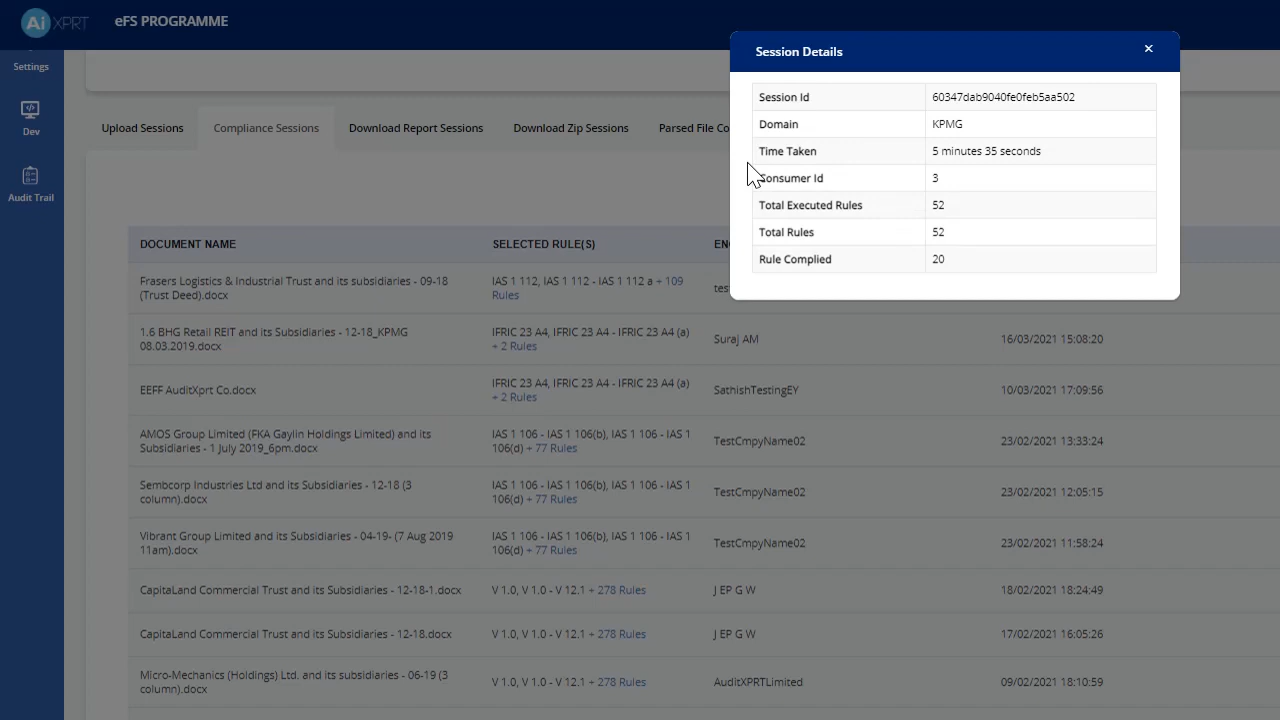 Ai XPRT eFS PROGRAMME
Settings
Dev
Audit Trail
Upload Sessions Compliance Sessions Download Report Sessions Download Zip Sessions Parsed File Co
Session Details
Session Id 60347dab9040fe0feb5aa502
Domain KPMG
Time Taken 5 minutes 35 seconds
Consumer Id 3
Total Executed Rules 52
Total Rules 52
Rule Complied 20
DOCUMENT NAME SELECTED RULE(S) EN
Frasers Logistics & Industrial Trust and its subsidiaries - 09-18 IAS 1 112, IAS 1 112 - IAS 1 112 a + 109 tes
(Trust Deed).docx Rules
1.6 BHG Retail REIT and its Subsidiaries - 12-18_KPMG IFRIC 23 A4, IFRIC 23 A4 - IFRIC 23 A4 (a) Suraj AM 16/03/2021 15:08:20
08.03.2019.docx + 2 Rules
EEFF AuditXprt Co.docx IFRIC 23 A4, IFRIC 23 A4 - IFRIC 23 A4 (a) SathishTestingEY 10/03/2021 17:09:56
+ 2 Rules
AMOS Group Limited (FKA Gaylin Holdings Limited) and its IAS 1 106 - IAS 1 106(b), IAS 1 106 - IAS 1 TestCmpyName02 23/02/2021 13:33:24
Subsidiaries - 1 July 2019_6pm.docx 106(d) + 77 Rules
Sembcorp Industries Ltd and its Subsidiaries - 12-18 (3 IAS 1 106 - IAS 1 106(b), IAS 1 106 - IAS 1 TestCmpyName02 23/02/2021 12:05:15
column).docx 106(d) + 77 Rules
Vibrant Group Limited and its Subsidiaries - 04-19- (7 Aug 2019 IAS 1 106 - IAS 1 106(b), IAS 1 106 - IAS 1 TestCmpyName02 23/02/2021 11:58:24
11am).docx 106(d) + 77 Rules
CapitaLand Commercial Trust and its Subsidiaries - 12-18-1.docx V 1.0, V 1.0 - V 12.1 + 278 Rules J EP G W 18/02/2021 18:24:49
CapitaLand Commercial Trust and its Subsidiaries - 12-18.docx V 1.0, V 1.0 - V 12.1 + 278 Rules J EP G W 17/02/2021 16:05:26
Micro-Mechanics (Holdings) Ltd. and its subsidiaries - 06-19 (3 V 1.0, V 1.0 - V 12.1 + 278 Rules AuditXPRTLimited 09/02/2021 18:10:59
column).docx